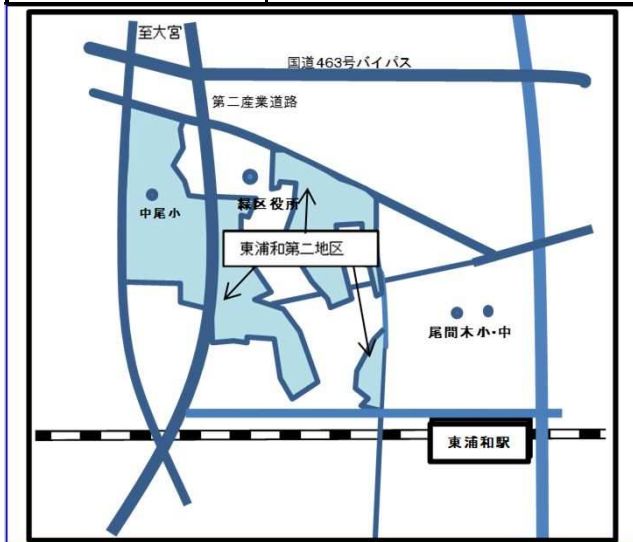 至大宮
国道463号バイパス
第二産業道路
中尾小
緑区役所
東浦和第二地区
尾間木小・中
東浦和駅